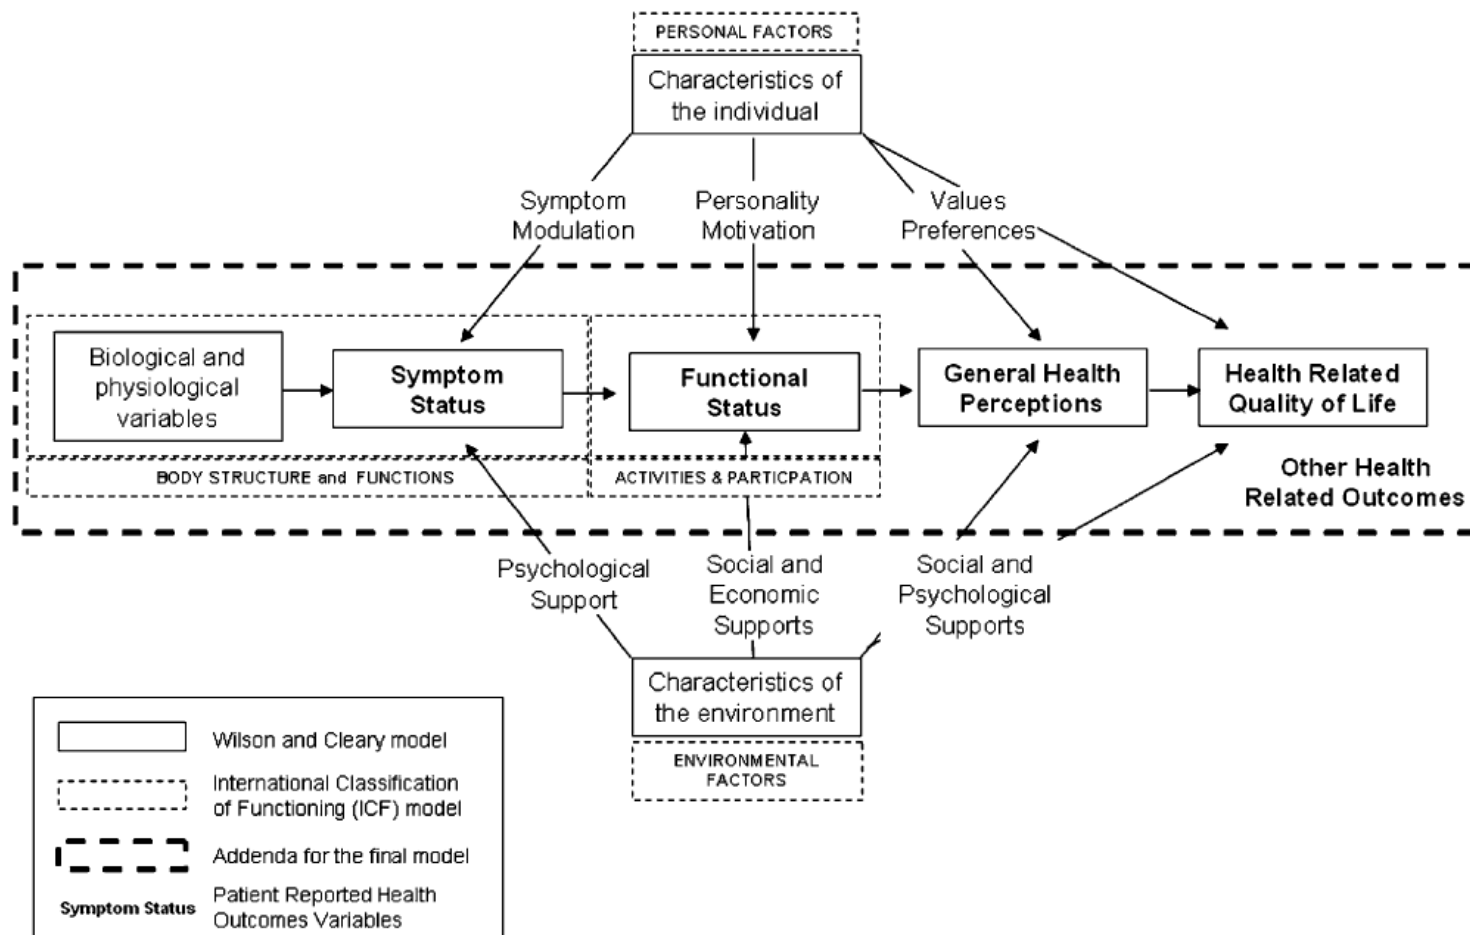 PERSONAL FACTORS
Characteristics of
the individual
Symptom
Modulation
Personality
Motivation
Values
Preferences
Biological and
physiological
variables
Symptom
Status
Functional
Status
General Health
Perceptions
Health Related
Quality of Life
BODY STRUCTURE and FUNCTIONS
ACTIVITIES & PARTICPATION
Other Health
Related Outcomes
Psychological
Support
Social and
Economic
Supports
Social and
Psychological
Supports
Characteristics of
the environment
ENVIRONMENTAL
FACTORS
Wilson and Cleary model
International Classification
of Functioning (ICF) model
Addenda for the final model
Symptom Status
Patient Reported Health
Outcomes Variables